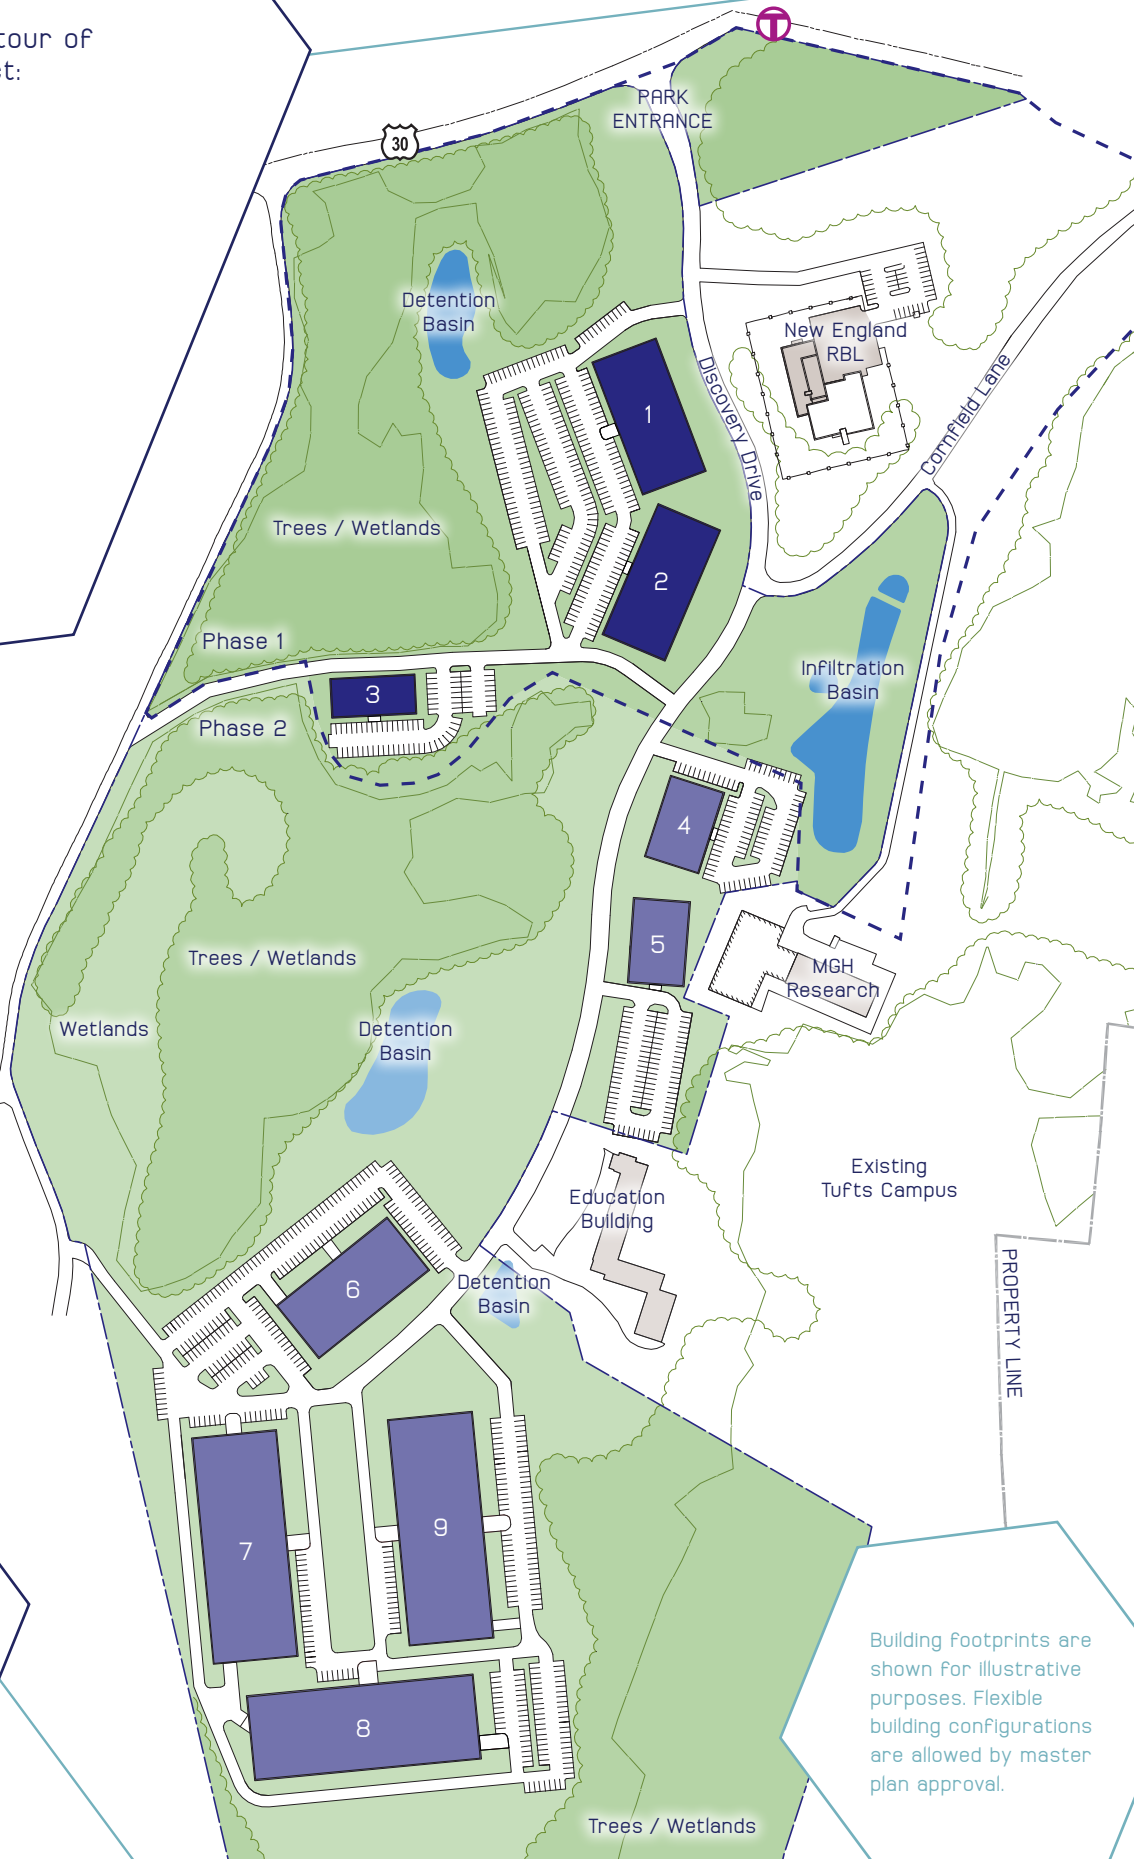 tour of
et:
T
30
PARK
ENTRANCE
Detention
Basin
New England
RBL
1
Discovery Drive
Cornfield Lane
Trees / Wetlands
2
Phase 1
Infiltration
Basin
3
Phase 2
4
5
Trees / Wetlands
MGH
Research
Wetlands
Detention
Basin
Existing
Tufts Campus
Education
Building
6
Detention
Basin
PROPERTY LINE
7
9
8
Building footprints are
shown for illustrative
purposes. Flexible
building configurations
are allowed by master
plan approval.
Trees / Wetlands